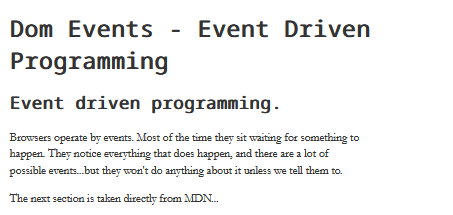 Dom Events - Event Driven
Programming
Event driven programming.
Browsers operate by events. Most of the time they sit waiting for something to
happen. They notice everything that does happen, and there are a lot of
possible events...but they won't do anything about it unless we tell them to.
The next section is taken directly from MDN...